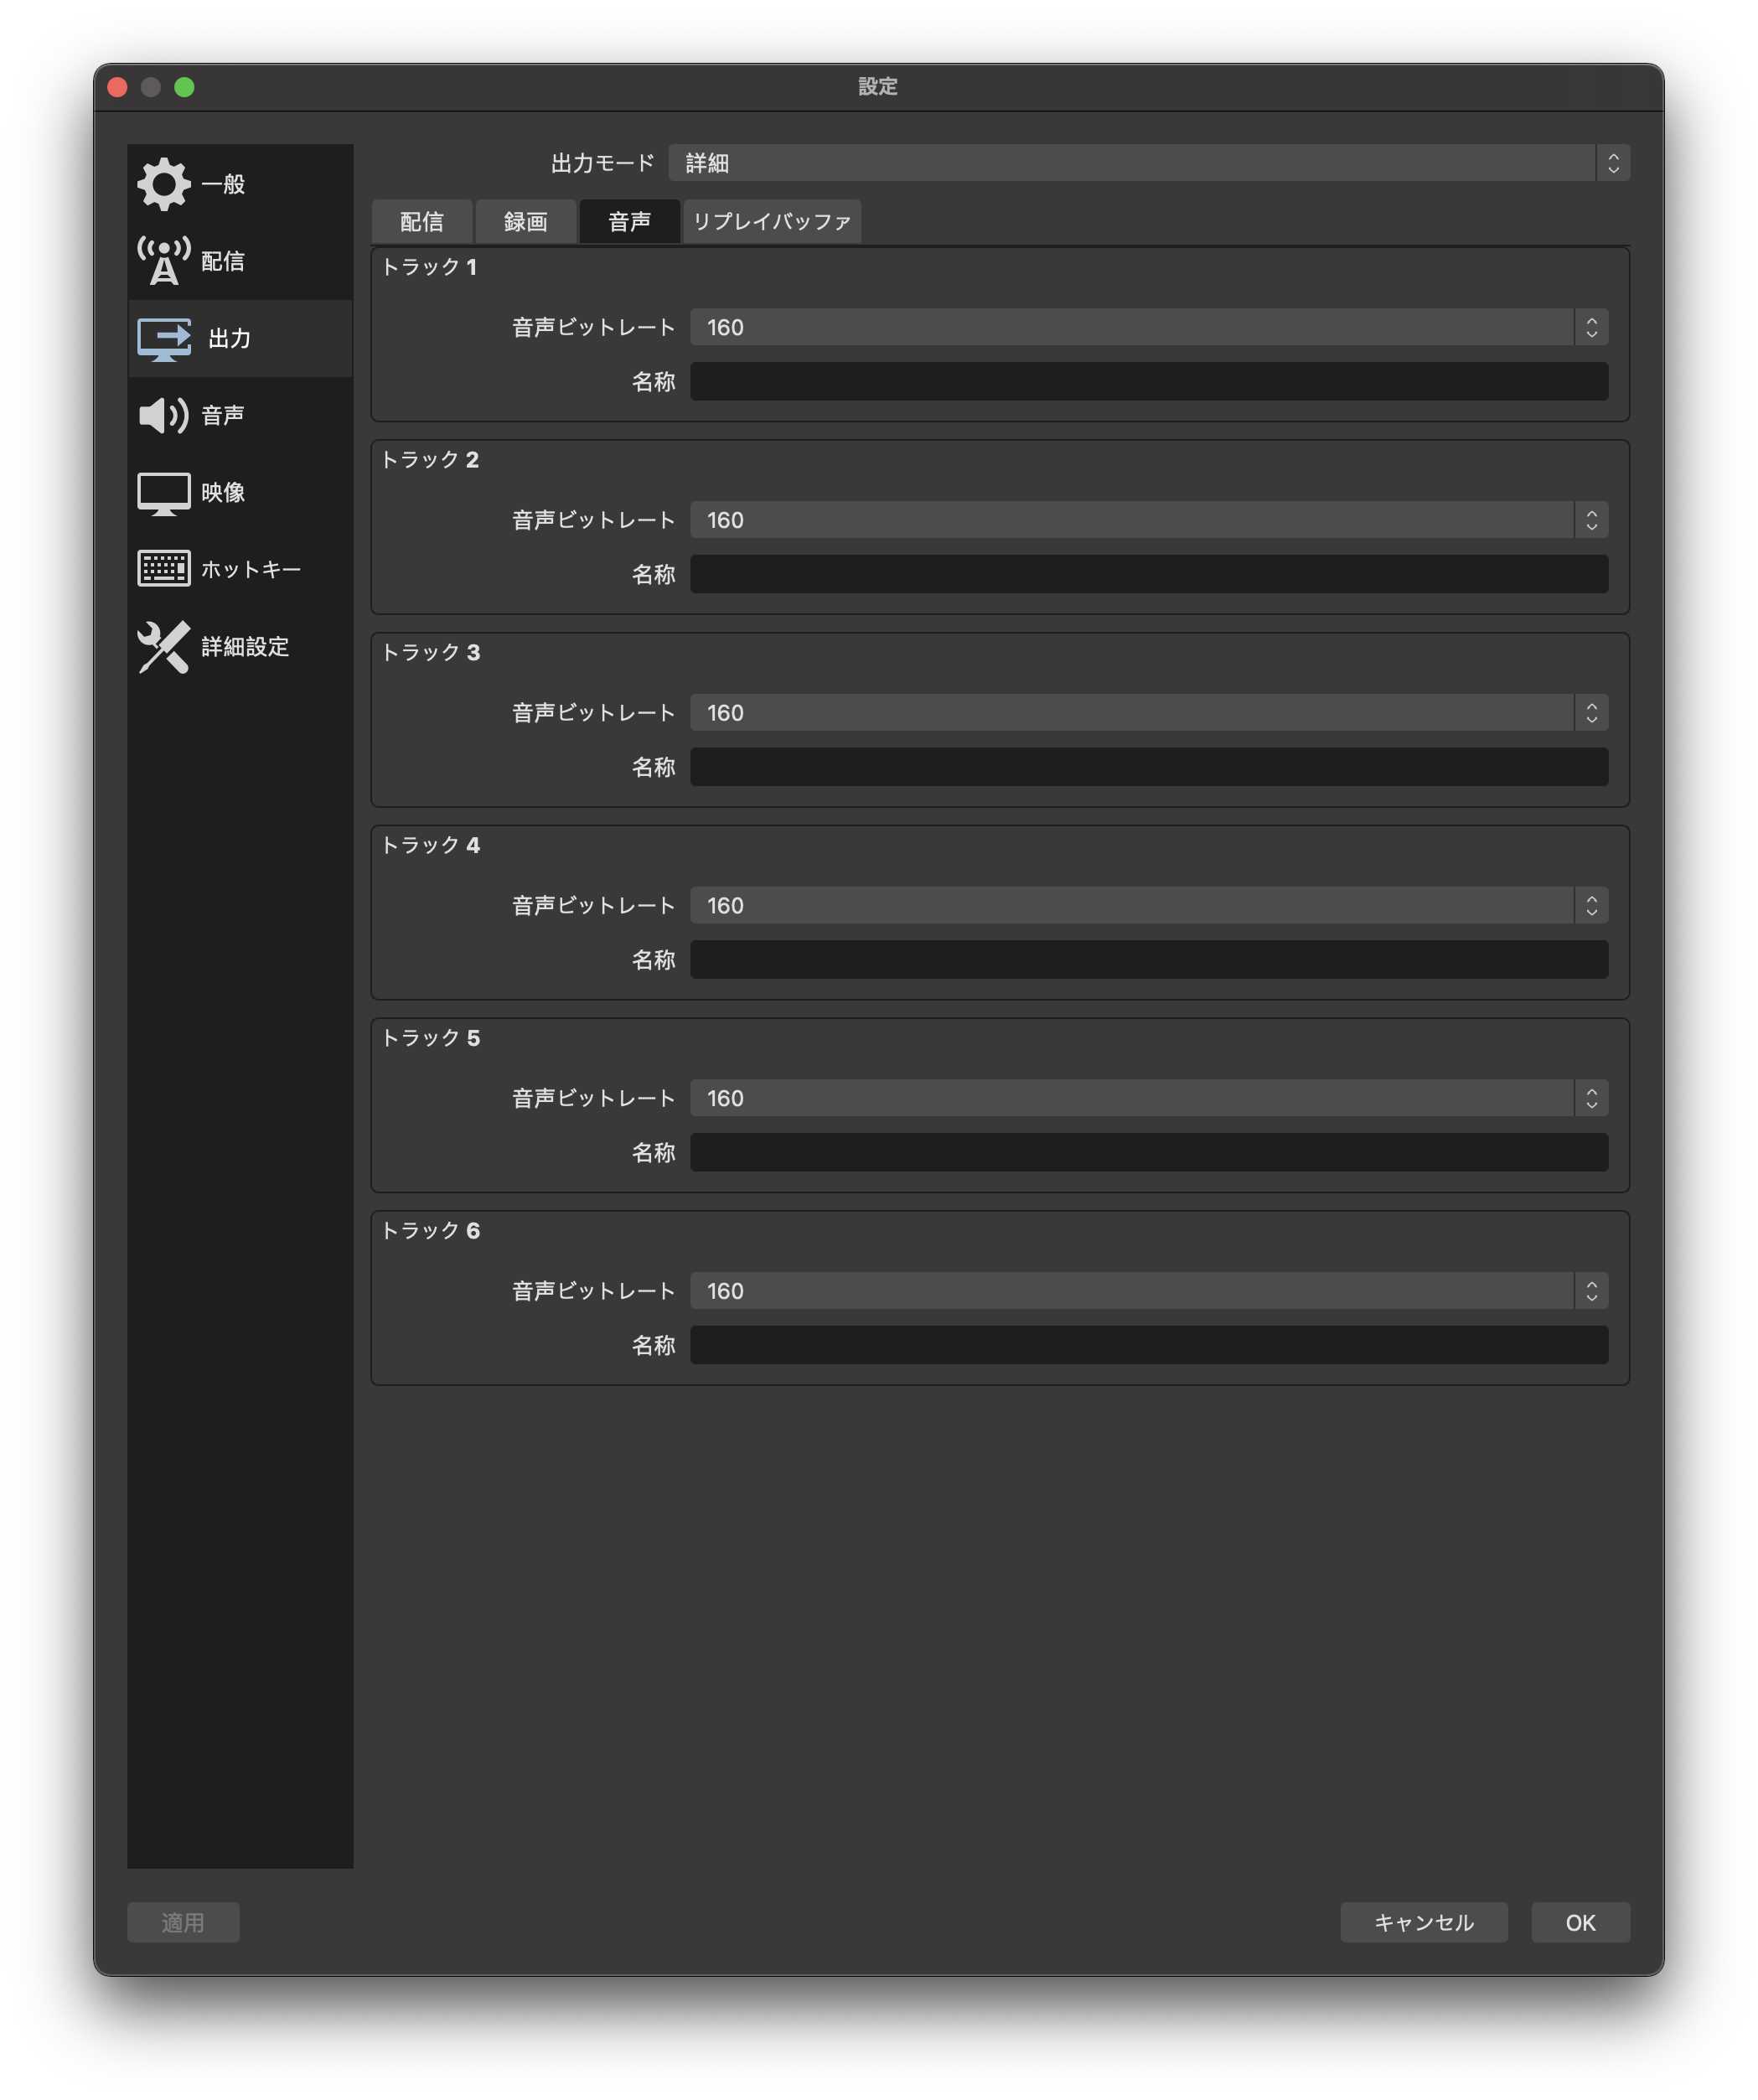 設定
一般
配信
出力
音声
映像
ホットキー
詳細設定
出力モード 詳細
配信 録画 音声 リプレイバッファ
トラック 1
音声ビットレート 160
名称
トラック 2
音声ビットレート 160
名称
トラック 3
音声ビットレート 160
名称
トラック 4
音声ビットレート 160
名称
トラック 5
音声ビットレート 160
名称
トラック 6
音声ビットレート 160
名称
適用 キャンセル OK